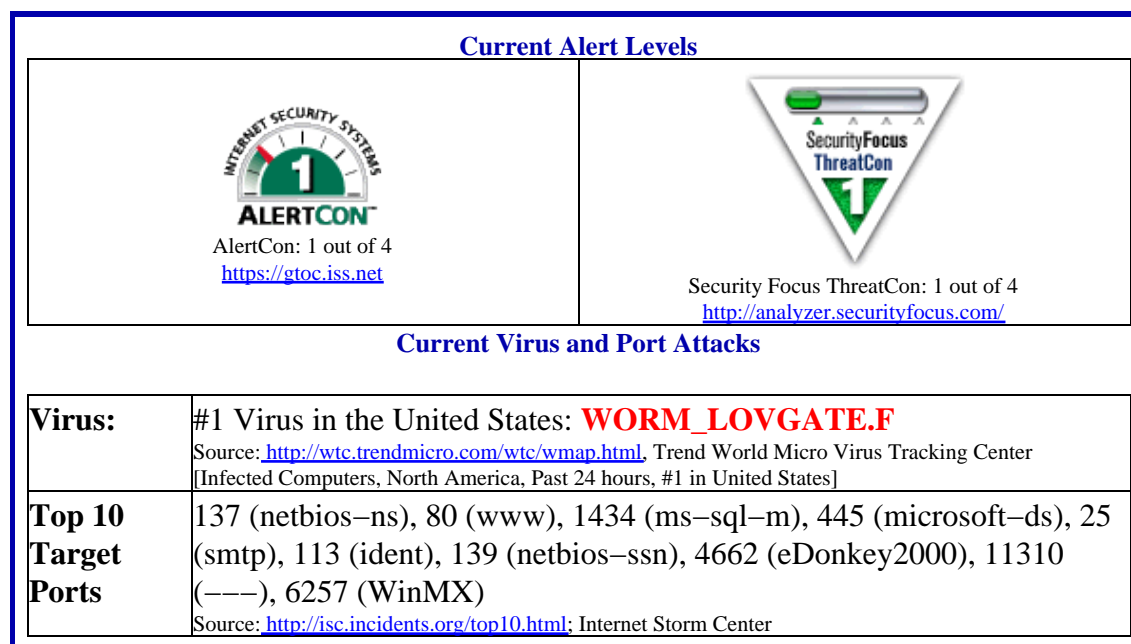 Current Alert Levels
INTERNET SECURITY SYSTEMS
1
ALERTCON™
AlertCon: 1 out of 4
https://gtoc.iss.net
SecurityFocus
ThreatCon
1
Security Focus ThreatCon: 1 out of 4
http://analyzer.securityfocus.com/
Current Virus and Port Attacks
Virus:
#1 Virus in the United States: WORM_LOVGATE.F
Source: http://wtc.trendmicro.com/wtc/wmap.html, Trend World Micro Virus Tracking Center
[Infected Computers, North America, Past 24 hours, #1 in United States]
Top 10
Target
Ports
137 (netbios−ns), 80 (www), 1434 (ms−sql−m), 445 (microsoft−ds), 25
(smtp), 113 (ident), 139 (netbios−ssn), 4662 (eDonkey2000), 11310
(−−−), 6257 (WinMX)
Source: http://isc.incidents.org/top10.html; Internet Storm Center